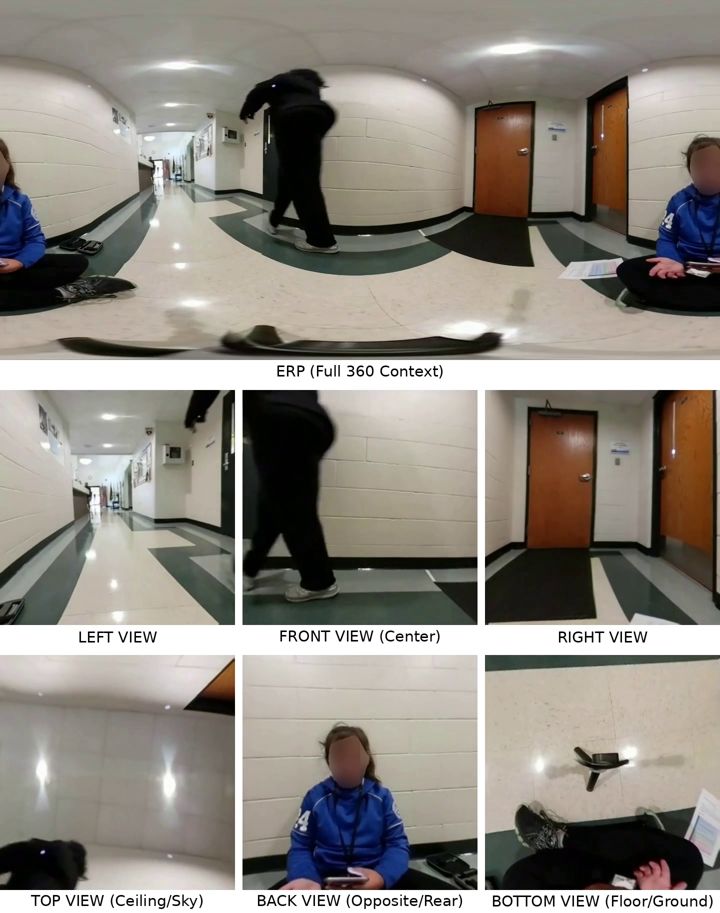 ERP (Full 360 Context)
LEFT VIEW
FRONT VIEW (Center)
RIGHT VIEW
TOP VIEW (Ceiling/Sky)
BACK VIEW (Opposite/Rear)
BOTTOM VIEW (Floor/Ground)